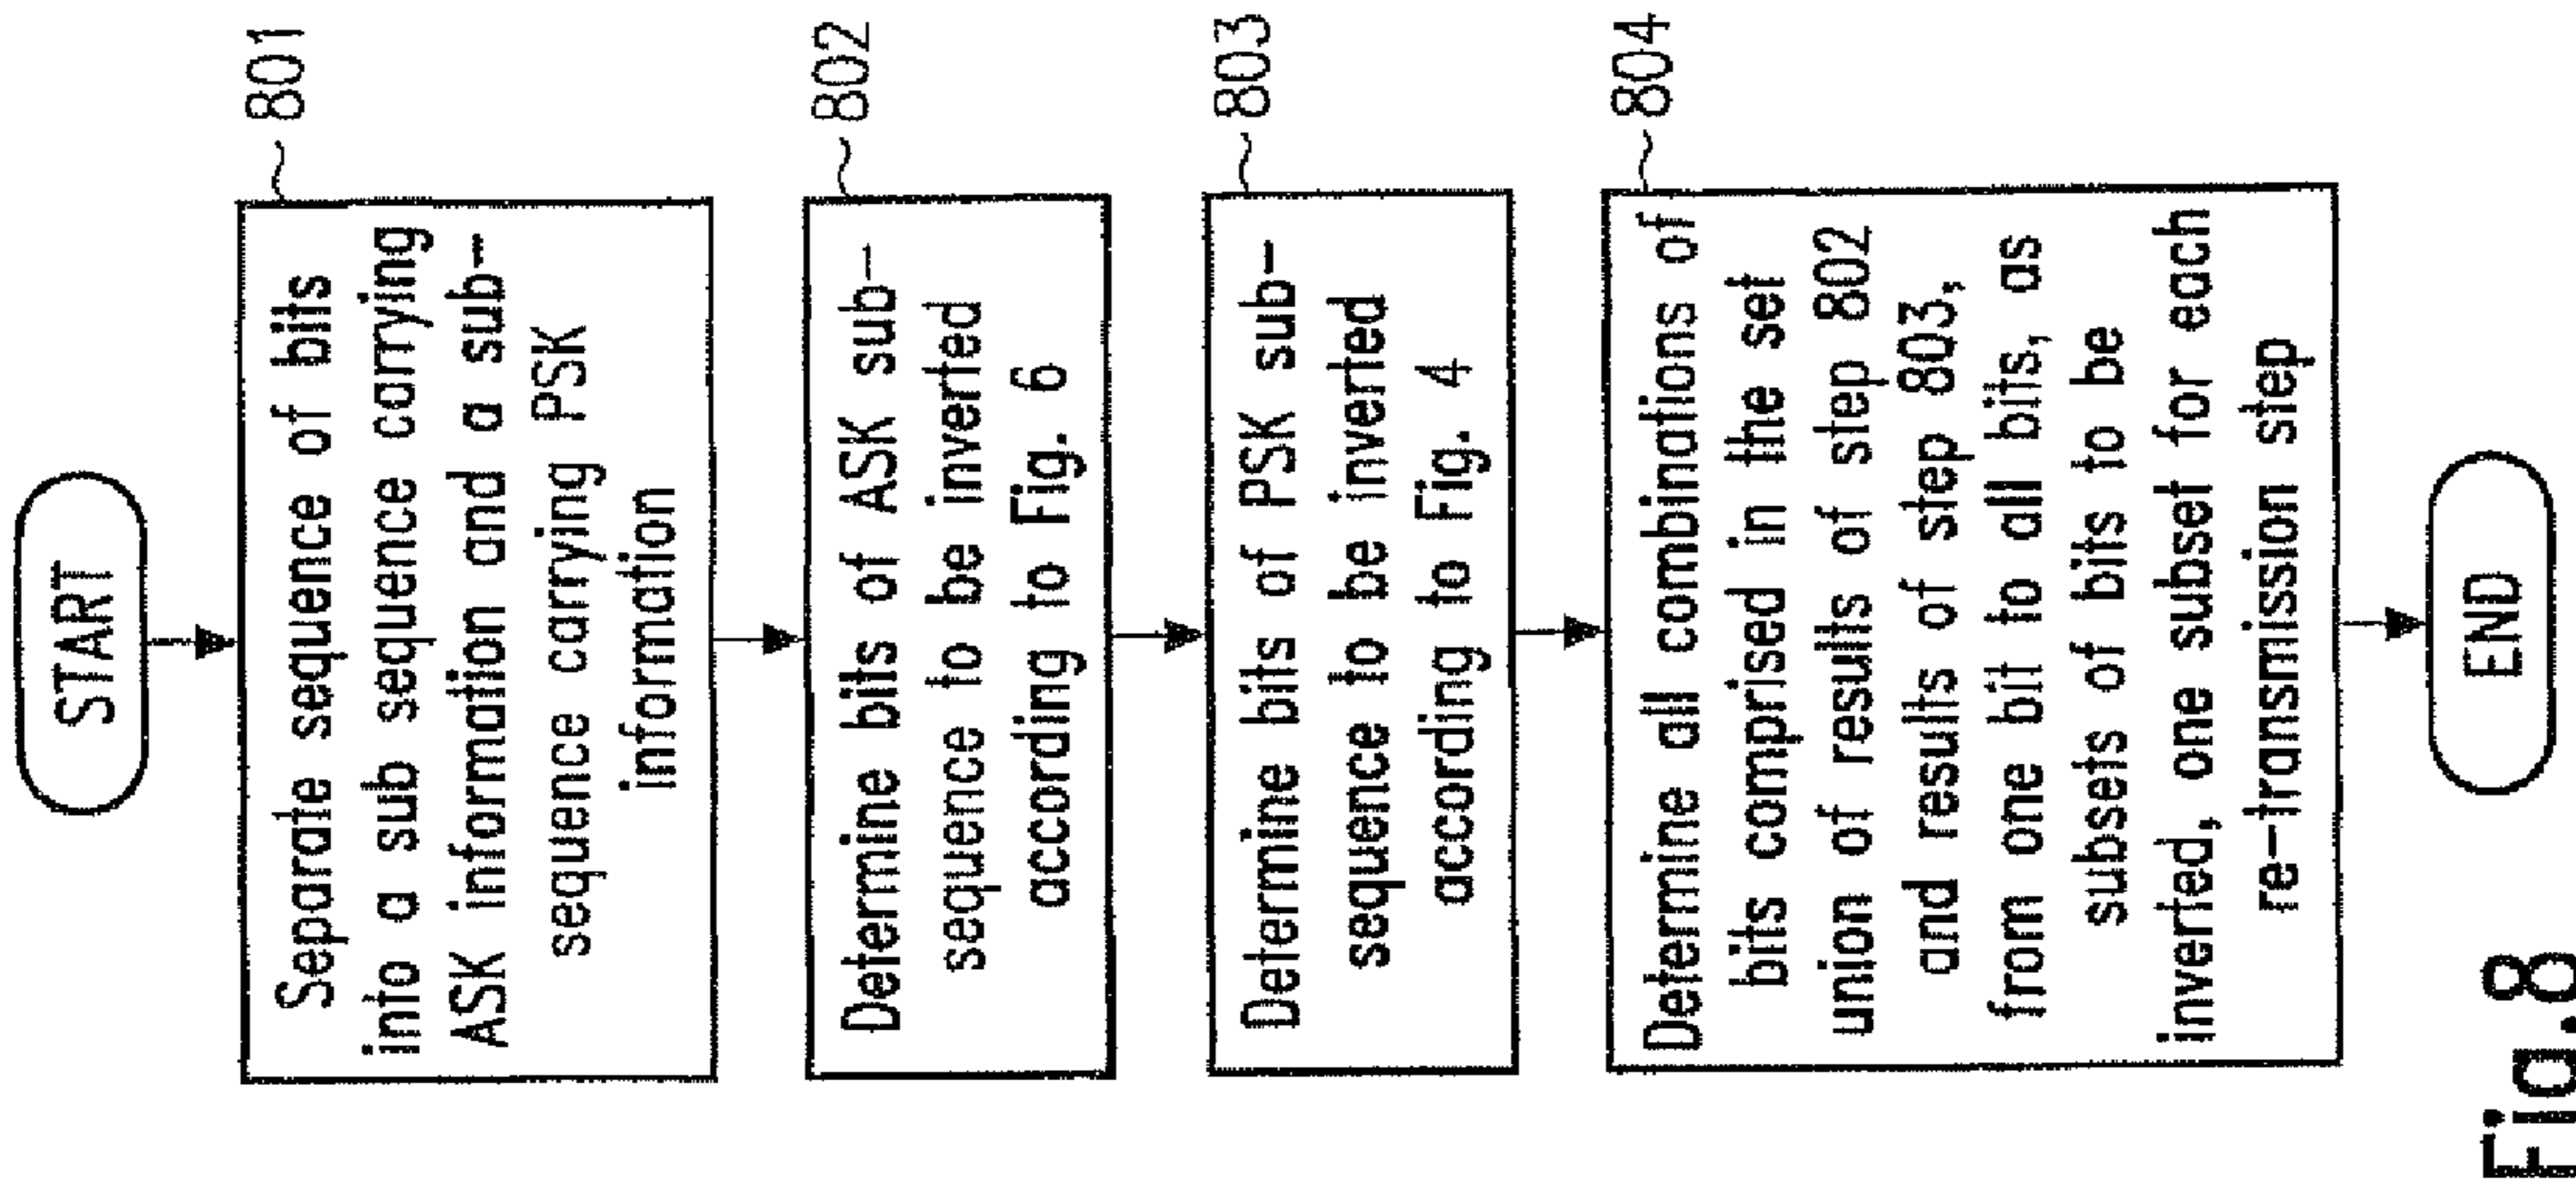 START
801
Separate sequence of bits
into a sub sequence carrying
ASK information and a sub-
sequence carrying PSK
information
802
Determine bits of ASK sub-
sequence to be inverted
according to Fig. 6
803
Determine bits of PSK sub-
sequence to be inverted
according to Fig. 4
804
Determine all combinations of
bits comprised in the set
union of results of step 802
and results of step 803,
from one bit to all bits, as
subsets of bits to be
inverted, one subset for each
re-transmission step
END
Fig.8